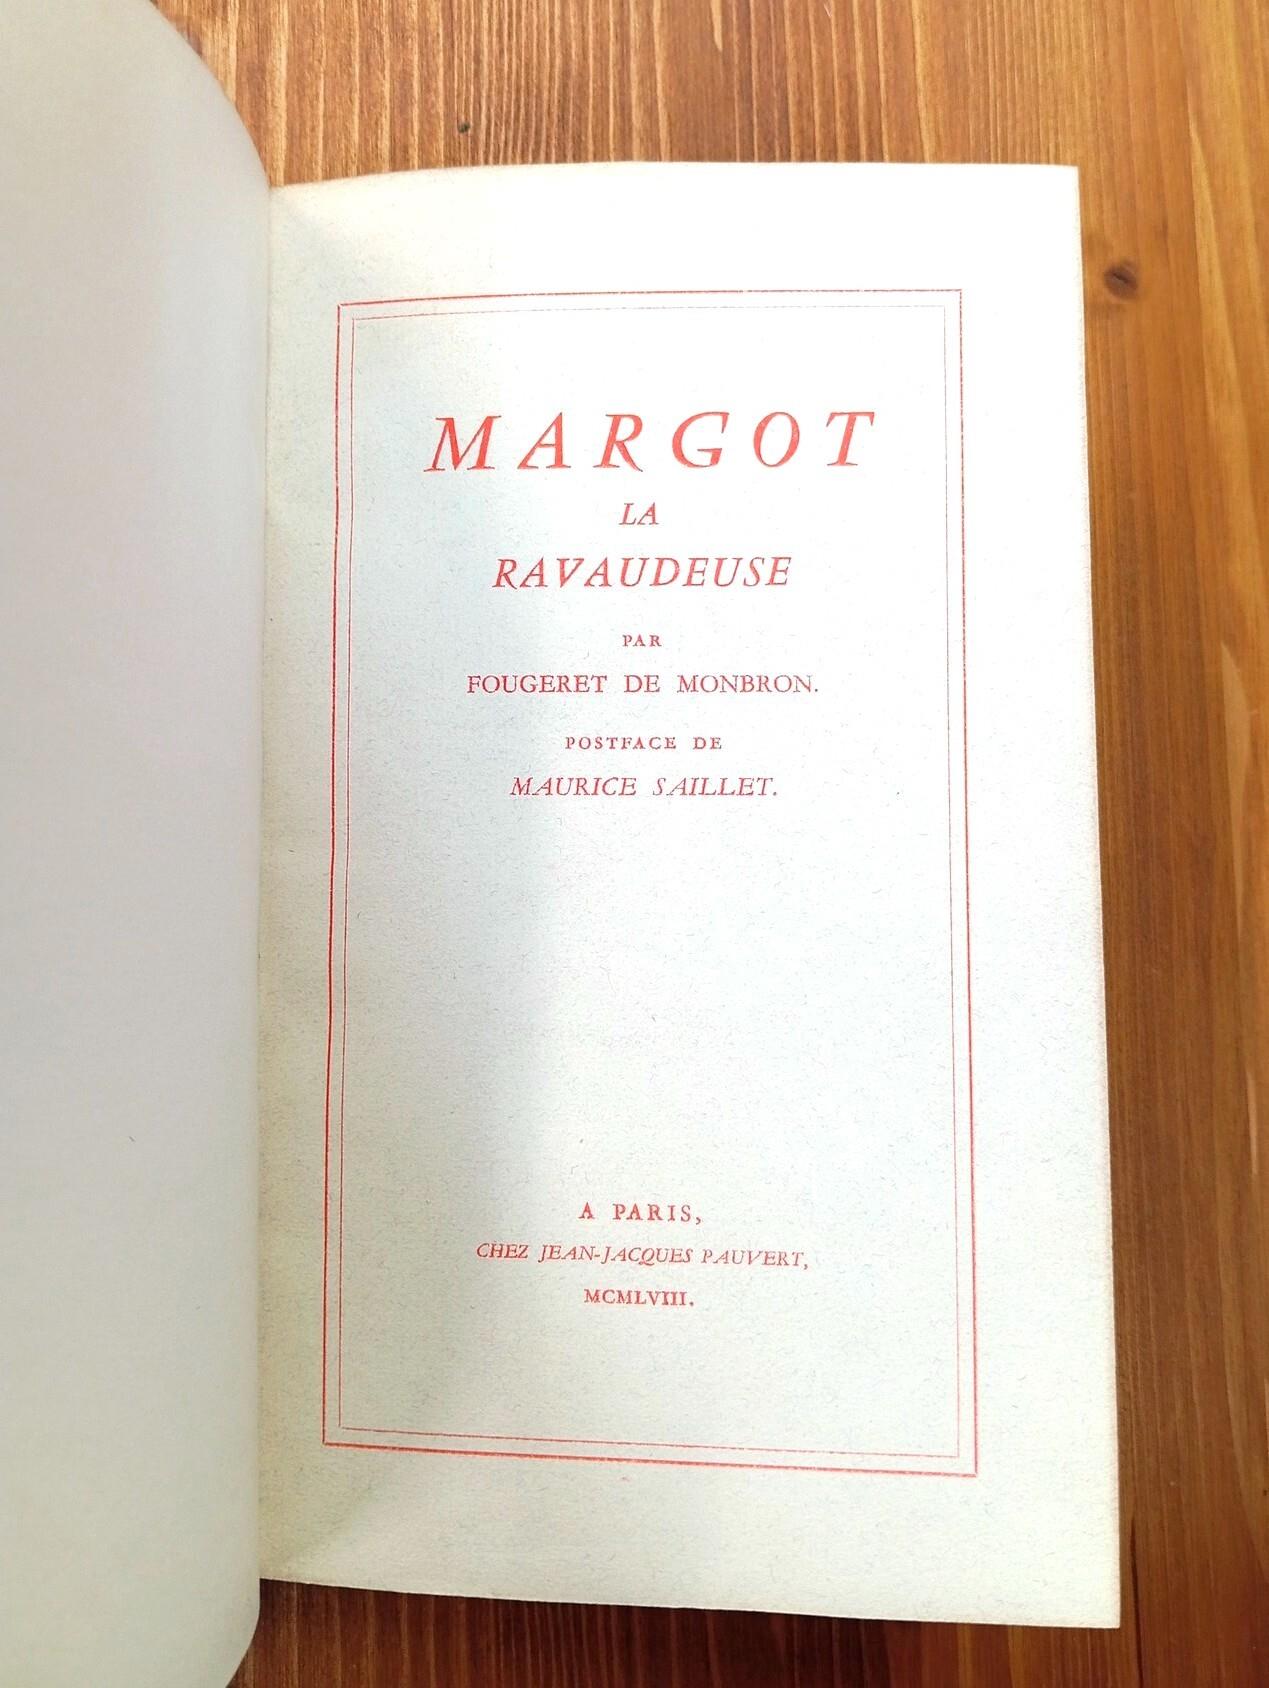 MARGOT
LA
RAVAUDEUSE
PAR
FOUGERET DE MONBRON.
POSTFACE DE
MAURICE SAILLET.
A PARIS,
CHEZ JEAN-JACQUES PAUVERT,
MCMLVIII.